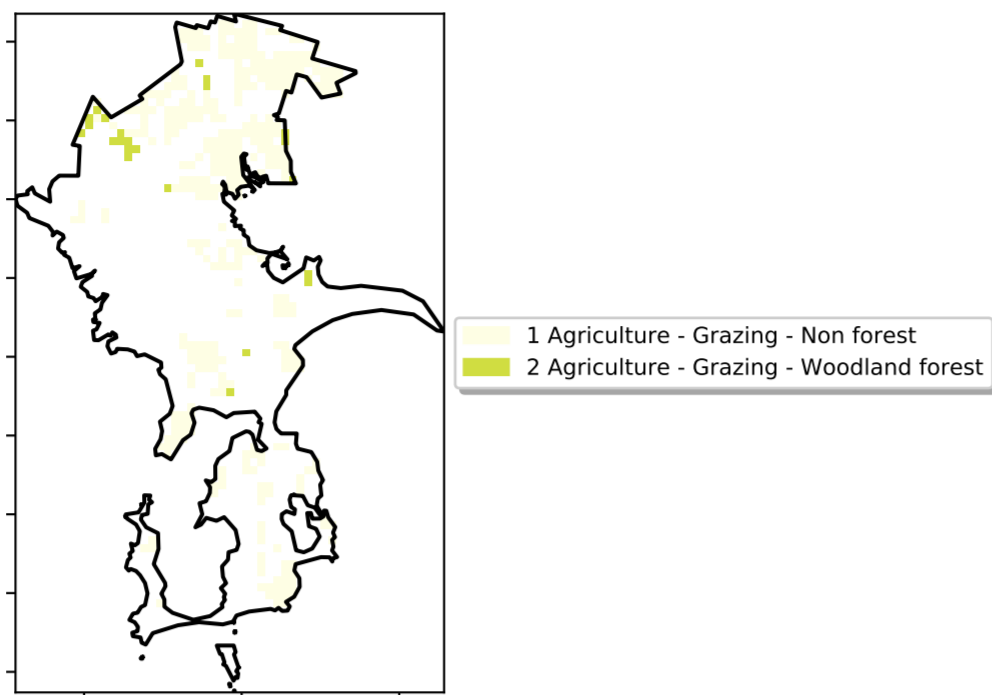 1 Agriculture - Grazing - Non forest
2 Agriculture - Grazing - Woodland forest